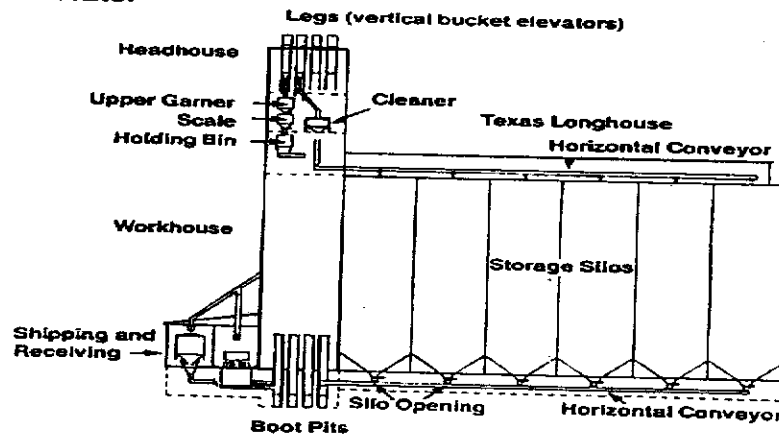 Legs (vertical bucket elevators)
Headhouse
Upper Garner
Scale
Holding Bin
Cleaner
Texas Longhouse
Horizontal Conveyor
Workhouse
Storage Silos
Shipping and
Receiving
Silo Opening
Horizontal Conveyor
Boot Pits